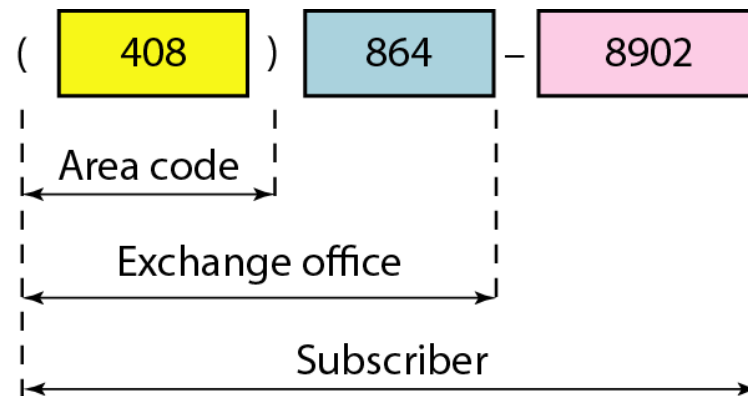 ( 408 ) 864 – 8902
Area code
Exchange office
Subscriber